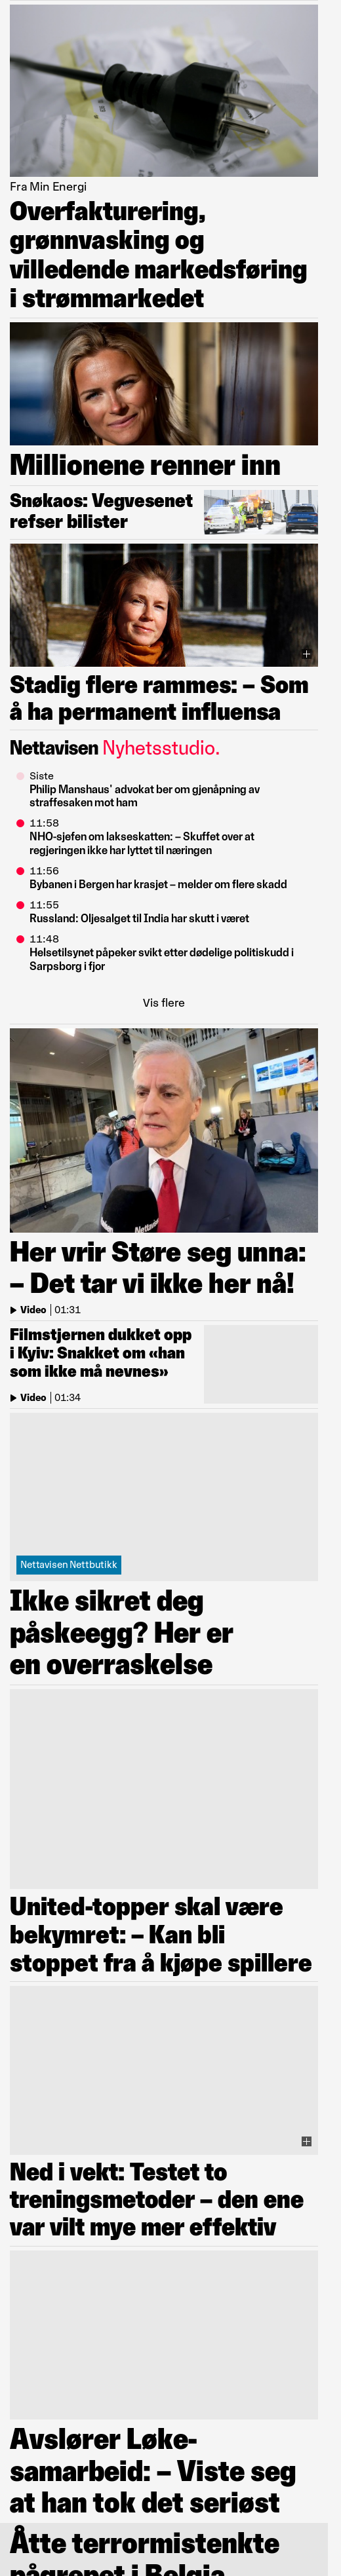 Fra Min Energi
Overfakturering,
grønnvasking og
villedende markedsføring
i strømmarkedet
Millionene renner inn
Snøkaos: Vegvesenet
refser bilister
Stadig flere rammes: – Som
å ha permanent influensa
Nettavisen Nyhetsstudio.
Siste
Philip Manshaus' advokat ber om gjenåpning av
straffesaken mot ham
11:58
NHO-sjefen om lakseskatten: – Skuffet over at
regjeringen ikke har lyttet til næringen
11:56
Bybanen i Bergen har krasjet – melder om flere skadd
11:55
Russland: Oljesalget til India har skutt i været
11:48
Helsetilsynet påpeker svikt etter dødelige politiskudd i
Sarpsborg i fjor
Vis flere
Her vrir Støre seg unna:
– Det tar vi ikke her nå!
Video | 01:31
Filmstjernen dukket opp
i Kyiv: Snakket om «han
som ikke må nevnes»
Video | 01:34
Nettavisen Nettbutikk
Ikke sikret deg
påskeegg? Her er
en overraskelse
United-topper skal være
bekymret: – Kan bli
stoppet fra å kjøpe spillere
Ned i vekt: Testet to
treningsmetoder – den ene
var vilt mye mer effektiv
Avslører Løke-
samarbeid: – Viste seg
at han tok det seriøst
Åtte terrormistenkte
pågrepet i Belgia